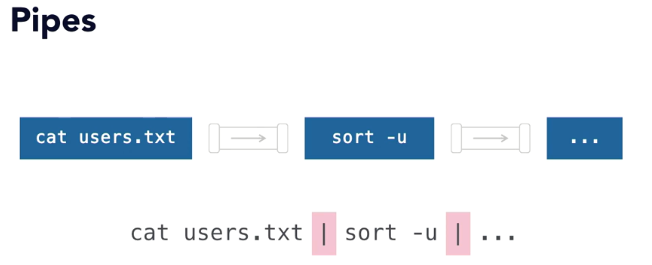 Pipes
cat users.txt sort -u ...
cat users.txt | sort -u | ...